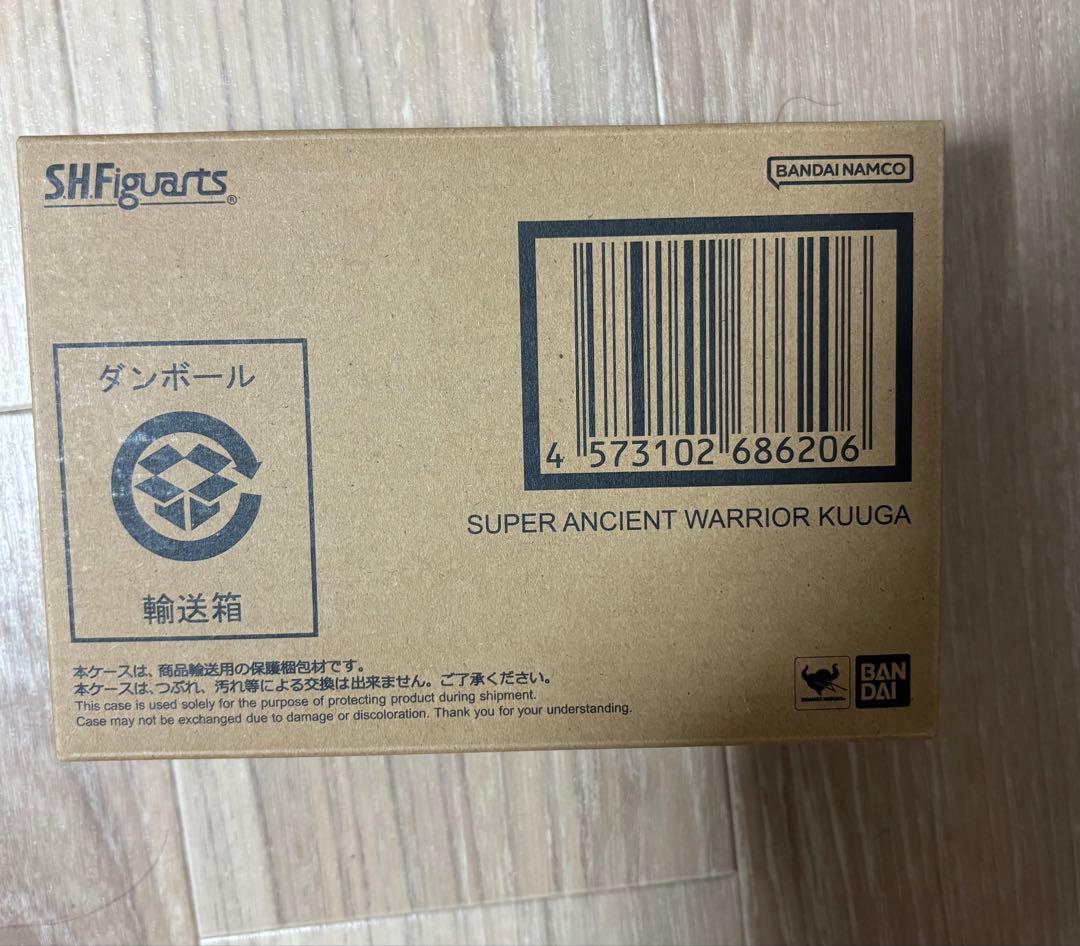 S.H.Figuarts®
BANDAI NAMCO
4 573102 686206
SUPER ANCIENT WARRIOR KUUGA
ダンボール
輸送箱
本ケースは、商品輸送用の保護梱包材です。
本ケースは、つぶれ、汚れ等による交換は出来ません。ご了承ください。
This case is used solely for the purpose of protecting product during shipment.
Case may not be exchanged due to damage or discoloration. Thank you for your understanding.
TAMASHII NATIONS
BAN
DAI